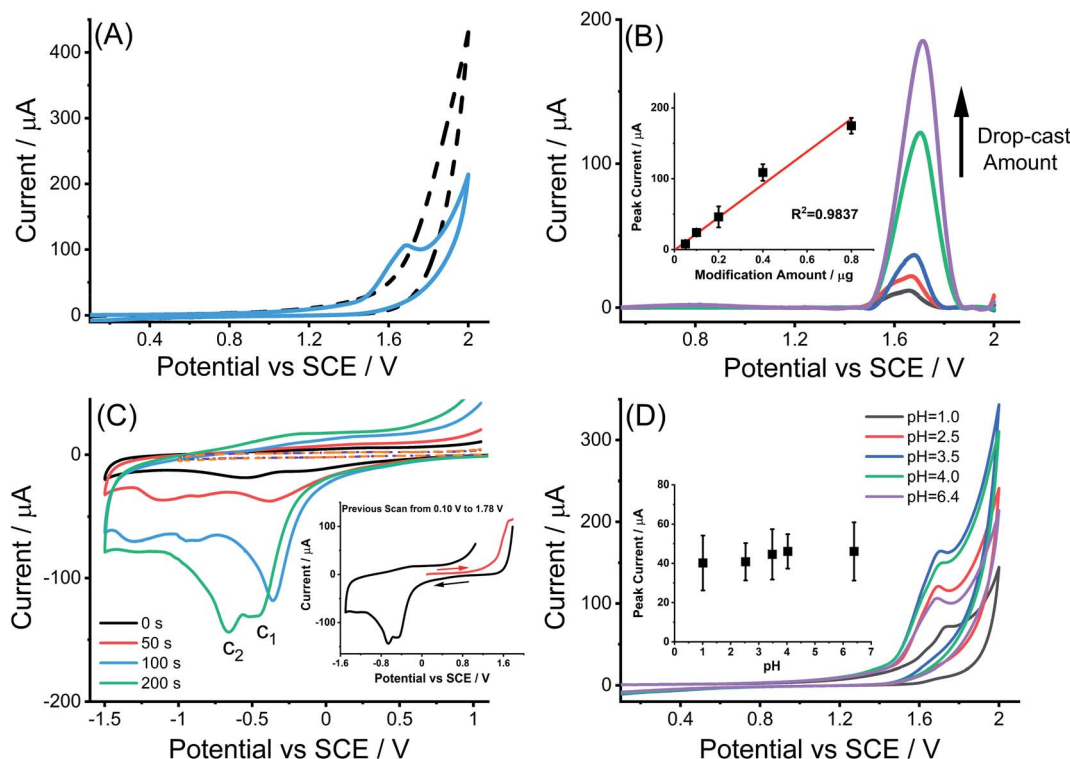 (A)
Current / μA
400
300
200
100
0
0.4
0.8
1.2
1.6
2
Potential vs SCE / V
(B)
Current / μA
200
100
0
0.8
1.2
1.6
2
Potential vs SCE / V
Drop-cast
Amount
Peak Current / μA
200
100
0
0.0
0.2
0.4
0.6
0.8
Modification Amount / μg
R²=0.9837
(C)
Current / μA
0
-100
-200
-1.5
-1
-0.5
0
0.5
1
Potential vs SCE / V
0 s
50 s
100 s
200 s
c₂
c₁
Previous Scan from 0.10 V to 1.78 V
Current / μA
100
0
-100
-1.6
-0.8
0
0.8
1.6
Potential vs SCE / V
(D)
Current / μA
300
200
100
0
0.4
0.8
1.2
1.6
2
Potential vs SCE / V
pH=1.0
pH=2.5
pH=3.5
pH=4.0
pH=6.4
Peak Current / μA
80
60
40
20
0
0
1
2
3
4
5
6
7
pH